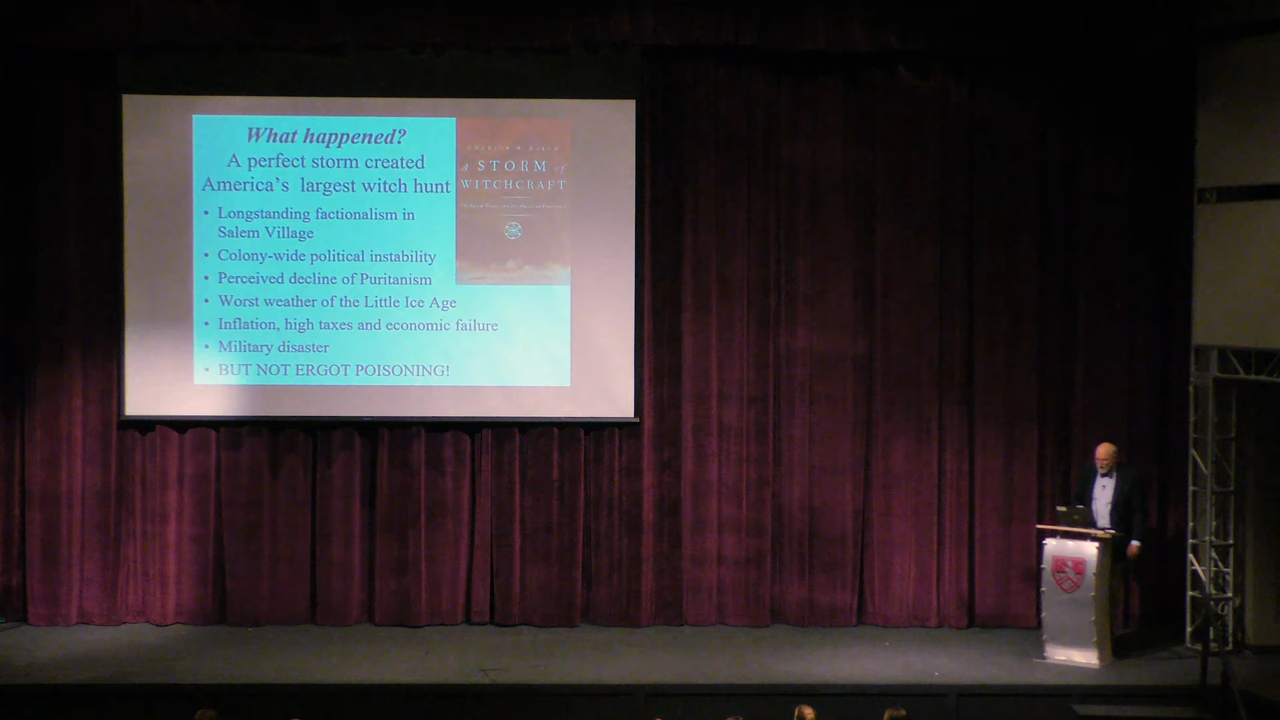 What happened?
A perfect storm created
America's largest witch hunt
• Longstanding factionalism in
Salem Village
• Colony-wide political instability
• Perceived decline of Puritanism
• Worst weather of the Little Ice Age
• Inflation, high taxes and economic failure
• Military disaster
• BUT NOT ERGOT POISONING!
A STORM of
WITCHCRAFT